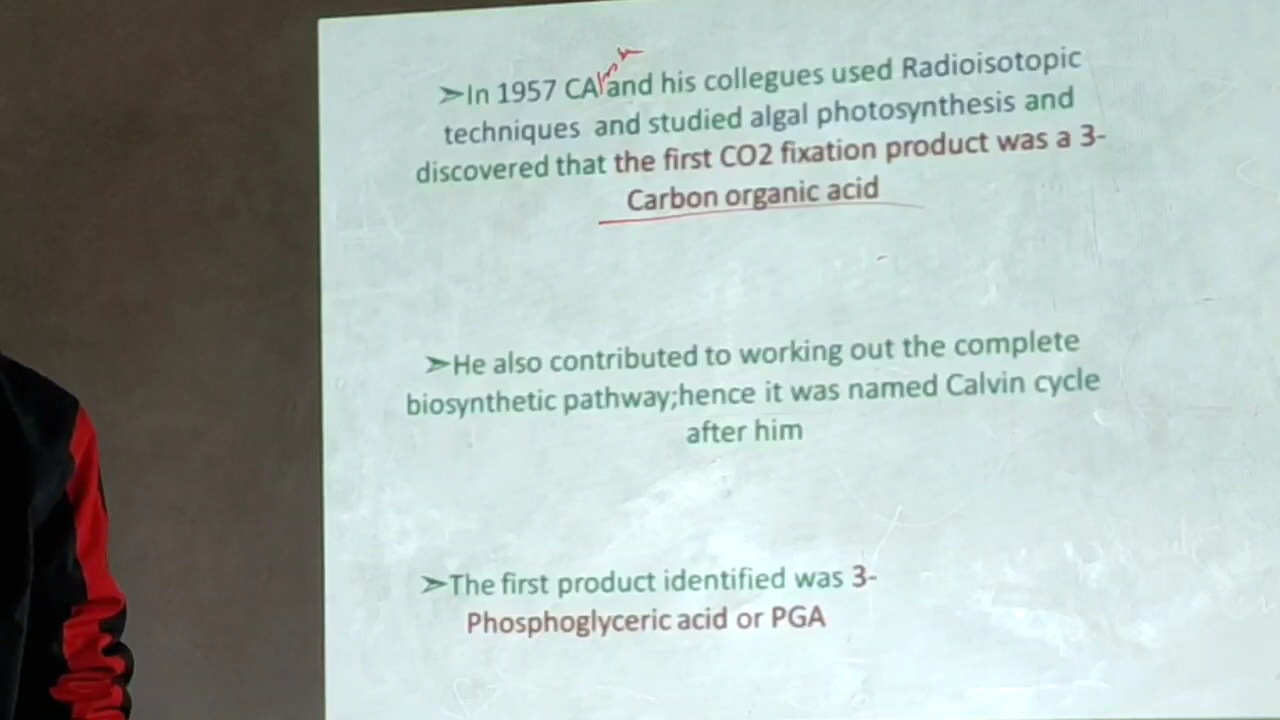 ➢In 1957 CA and his collegues used Radioisotopic
techniques and studied algal photosynthesis and
discovered that the first CO2 fixation product was a 3-
Carbon organic acid
➢He also contributed to working out the complete
biosynthetic pathway;hence it was named Calvin cycle
after him
➢The first product identified was 3-
Phosphoglyceric acid or PGA